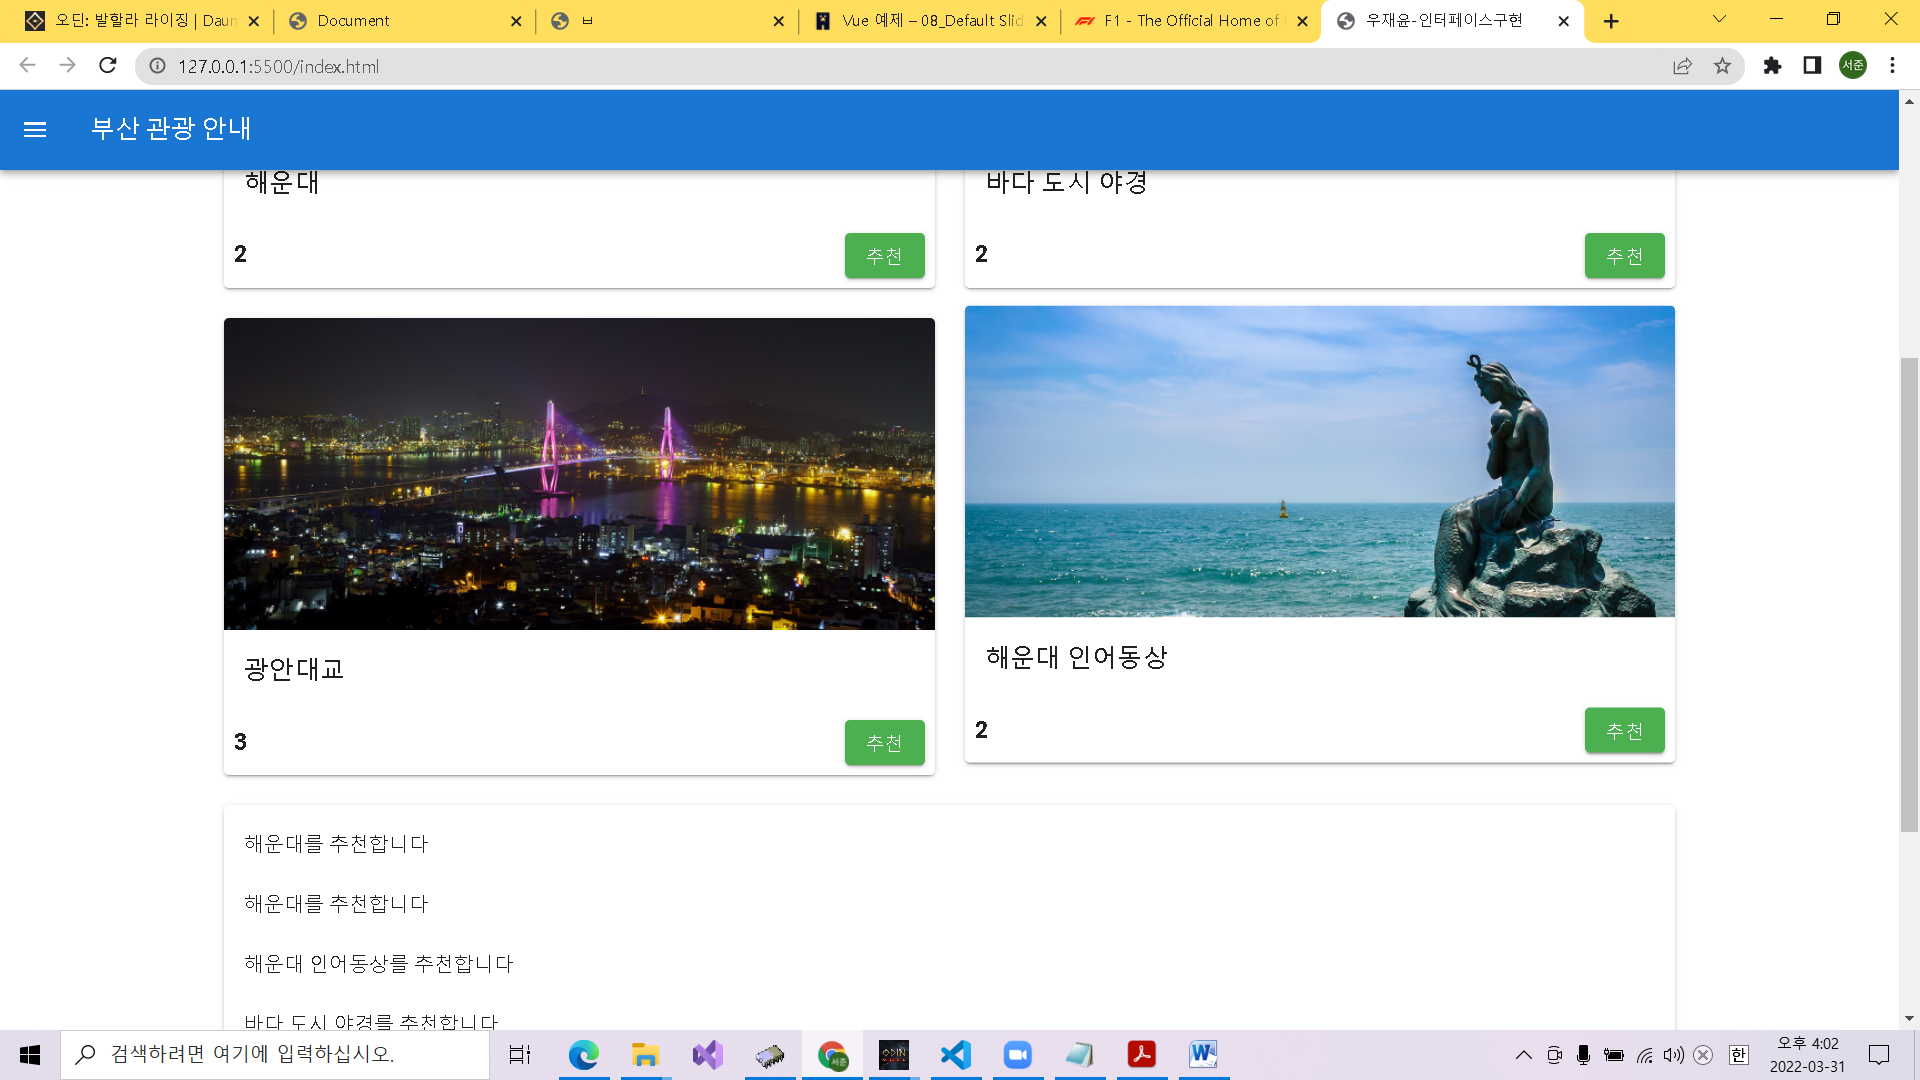 오딘: 발할라 라이징 | Daun
Document
ㅂ
Vue 예제 – 08_Default Slid
F1 - The Official Home of
우재윤-인터페이스구현
127.0.0.1:5500/index.html
서준
부산 관광 안내
해운대
바다 도시 야경
2
추천
2
추천
광안대교
해운대 인어동상
3
추천
2
추천
해운대를 추천합니다
해운대를 추천합니다
해운대 인어동상를 추천합니다
바다 도시 야경를 추천합니다
검색하려면 여기에 입력하십시오.
서준
ODIN
한
오후 4:02
2022-03-31